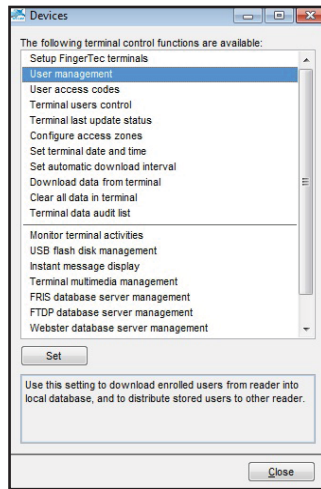 Devices
The following terminal control functions are available:
Setup FingerTec terminals
User management
User access codes
Terminal users control
Terminal last update status
Configure access zones
Set terminal date and time
Set automatic download interval
Download data from terminal
Clear all data in terminal
Terminal data audit list
Monitor terminal activities
USB flash disk management
Instant message display
Terminal multimedia management
FRIS database server management
FTDP database server management
Webster database server management
Set
Use this setting to download enrolled users from reader into
local database, and to distribute stored users to other reader.
Close